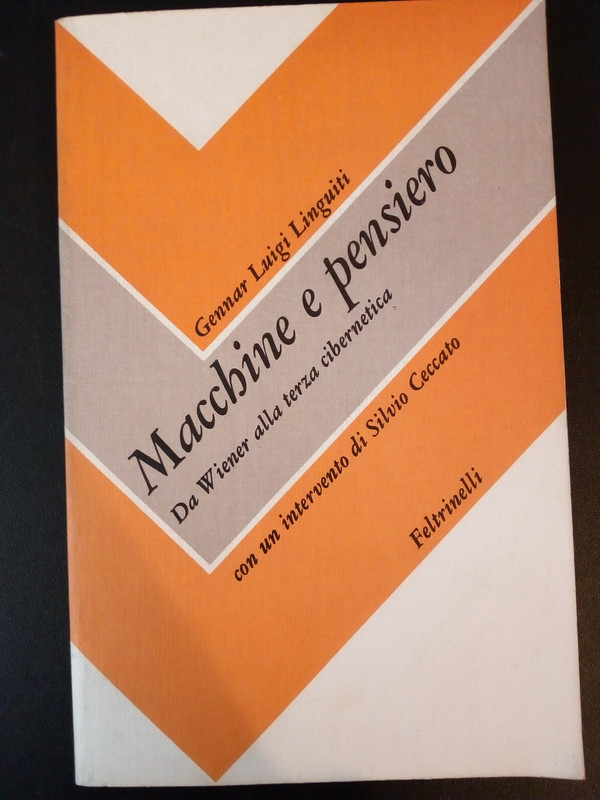 Gennar Luigi Linguiti
Macchine e pensiero
Da Wiener alla terza cibernetica
con un intervento di Silvio Ceccato
Feltrinelli